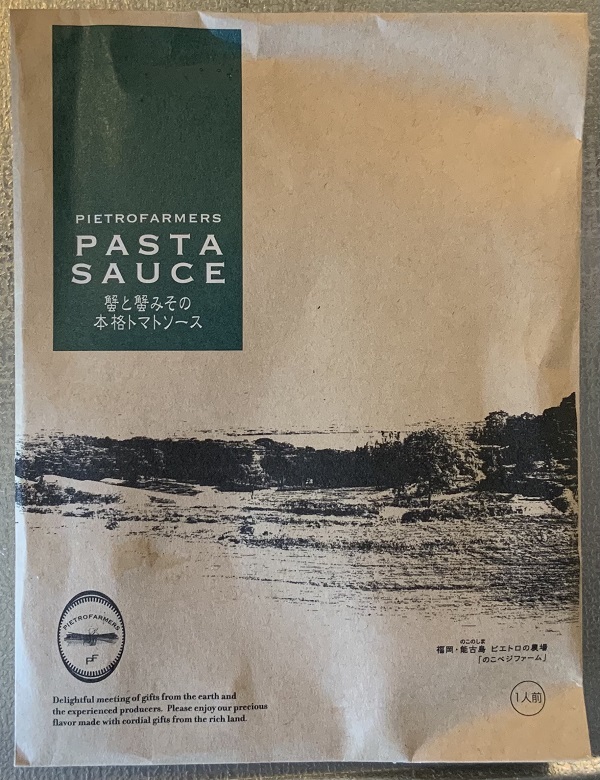 PIETROFARMERS
PASTA
SAUCE
蟹と蟹みその
本格トマトソース
PIETROFARMERS
PF
のこのしま
福岡・能古島 ピエトロの農場
「のこベジファーム」
1人前
Delightful meeting of gifts from the earth and
the experienced producers. Please enjoy our precious
flavor made with cordial gifts from the rich land.